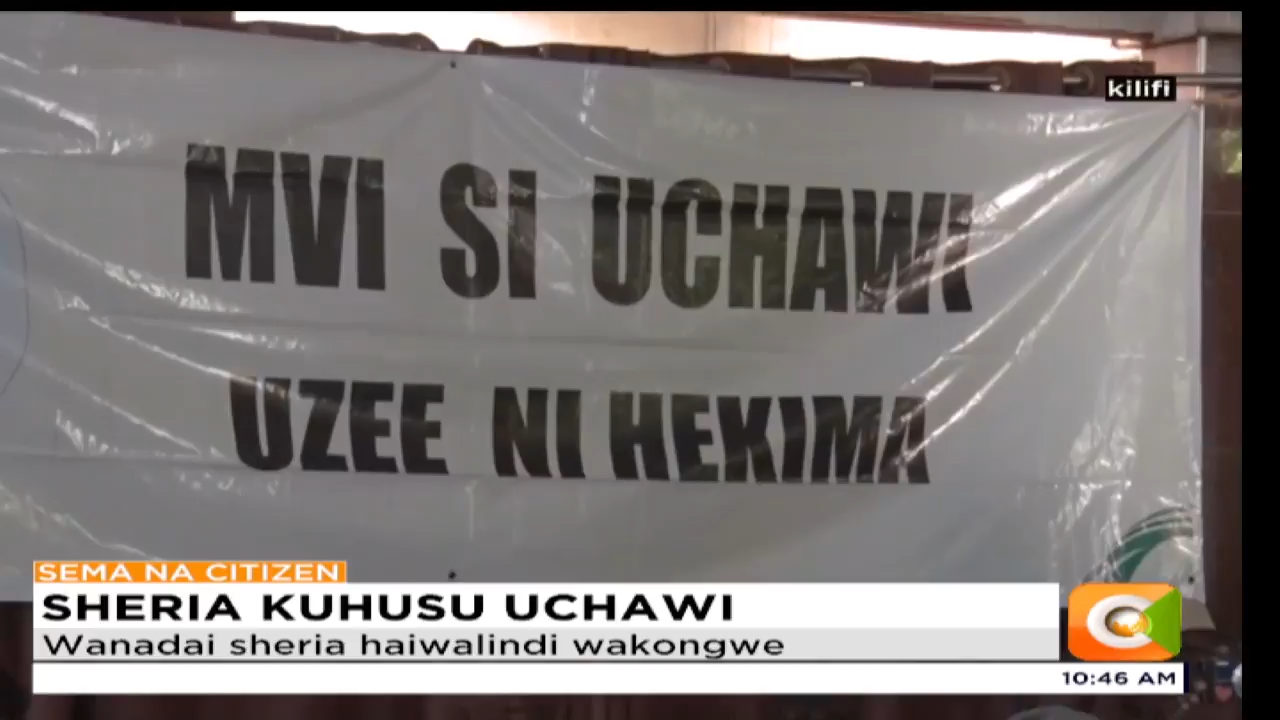 kilifi
MVI SI UCHAWI
UZEE NI HEKIMA
SEMA NA CITIZEN
SHERIA KUHUSU UCHAWI
Wanadai sheria haiwalindi wakongwe
10:46 AM